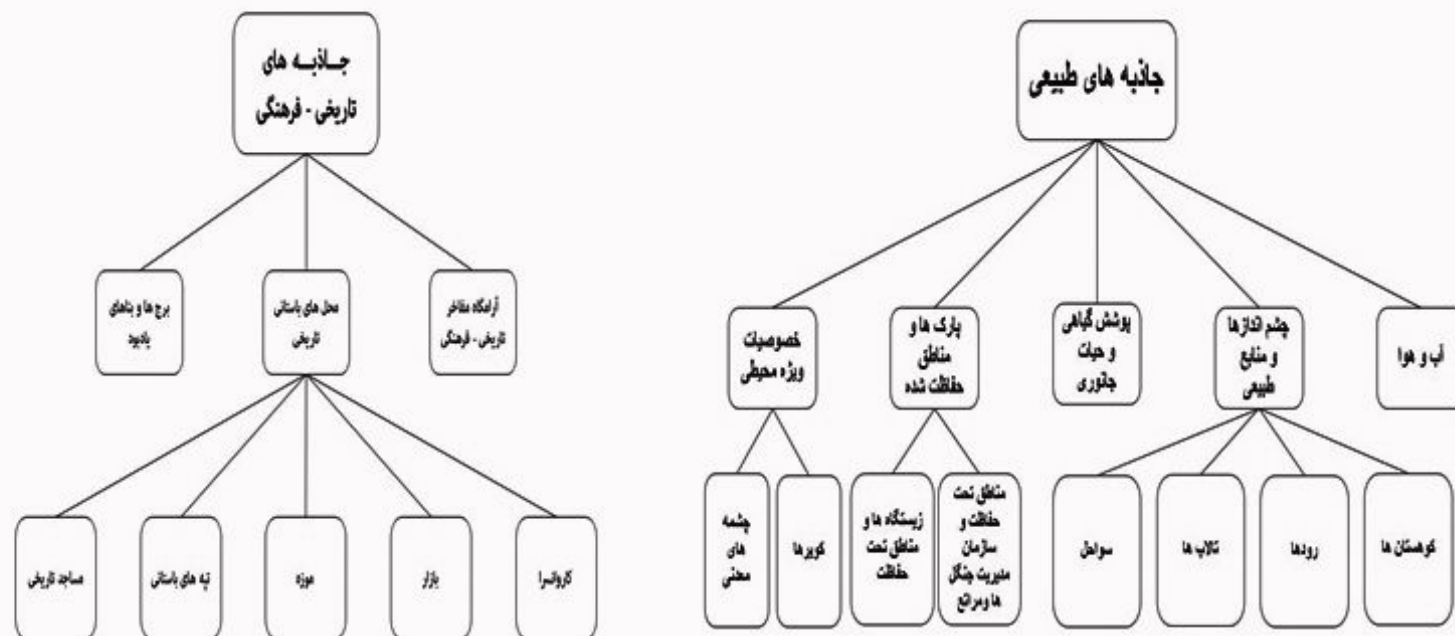 جاذبه های طبیعی
آب و هوا
چشم اندازها
و منابع
طبیعی
پوشش گیاهی
و حیات
جانوری
پارک ها و
مناطق
حفاظت شده
خصوصیات
ویژه محیطی
کوهستان ها
رودها
تالاب ها
سواحل
مناطق تحت
حفاظت و
سازمان
مدیریت جنگل
ها ومراتع
زیستگاه ها و
مناطق تحت
حفاظت
کویرها
چشمه
های
معدنی
جــاذبــه های
تاریخی - فرهنگی
آرامگاه مفاخر
تاریخی - فرهنگی
محل های باستانی
تاریخی
برج ها و بناهای
یادبود
کاروانسرا
بازار
موزه
تپه های باستانی
مساجد تاریخی